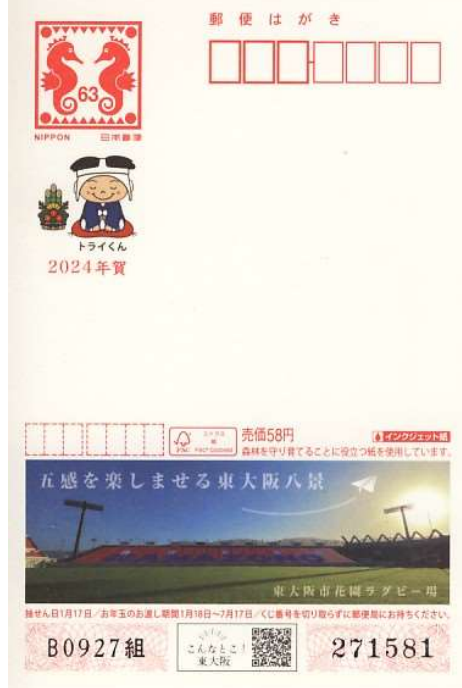 郵便はがき
63
NIPPON 日本郵便
トライくん
2024年賀
FSC
売価58円
インクジェット紙
森林を守り育てることに役立つ紙を使用しています。
五感を楽しませる東大阪八景
東大阪市花園ラグビー場
抽せん日1月17日/お年玉のお渡し期間1月18日~7月17日/くじ番号を切り取らずに郵便局にお持ちください。
B0927組
こんなとこ!
東大阪
271581